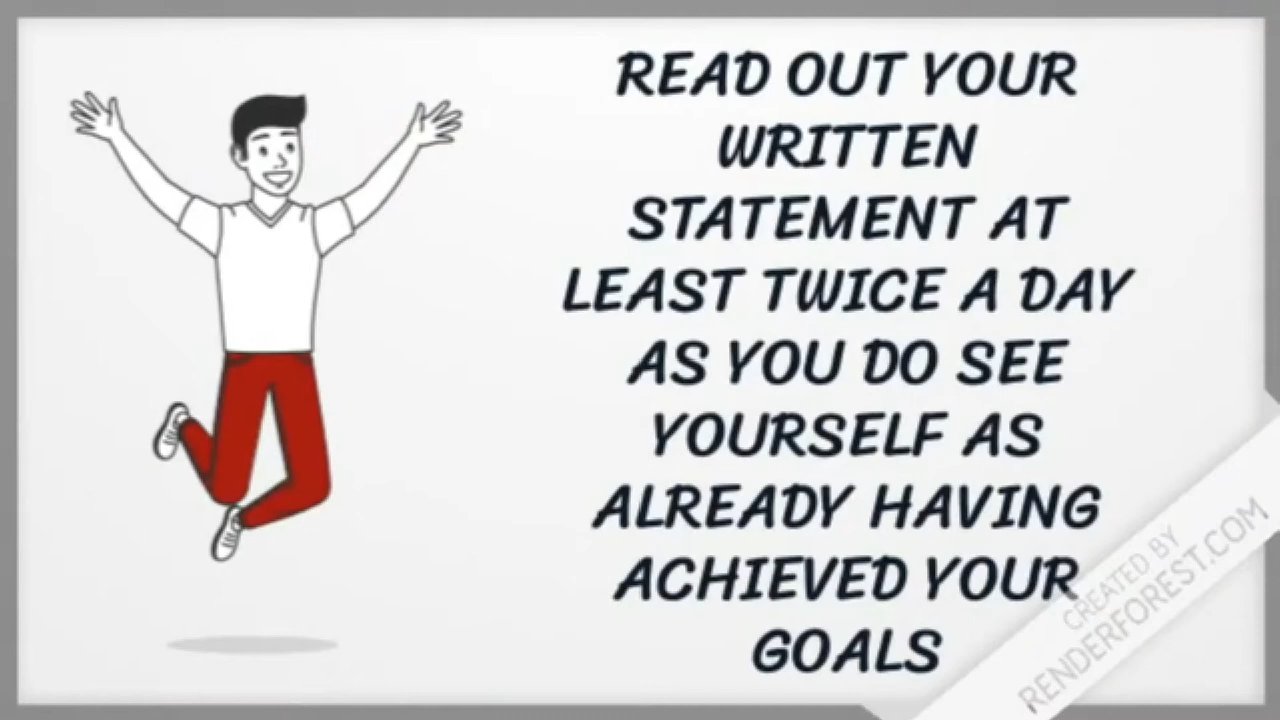 READ OUT YOUR
WRITTEN
STATEMENT AT
LEAST TWICE A DAY
AS YOU DO SEE
YOURSELF AS
ALREADY HAVING
ACHIEVED YOUR
GOALS
CREATED BY
RENDERFOREST.COM